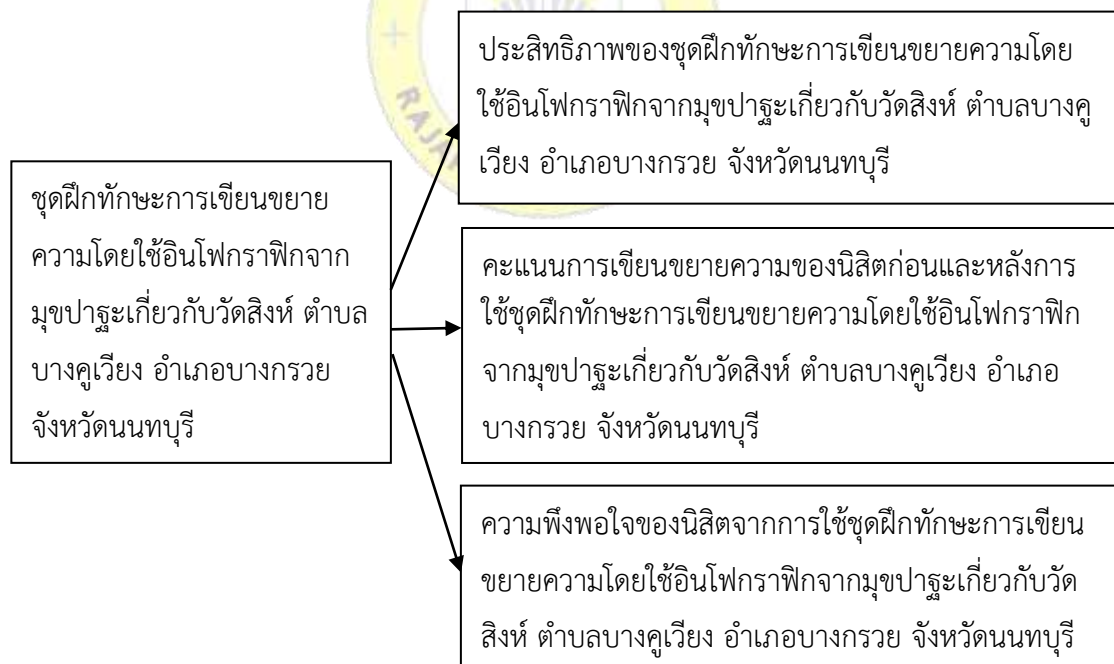 ชุดฝึกทักษะการเขียนขยาย
ความโดยใช้อินโฟกราฟิกจาก
มุขปาฐะเกี่ยวกับวัดสิงห์ ตำบล
บางคูเวียง อำเภอบางกรวย
จังหวัดนนทบุรี
ประสิทธิภาพของชุดฝึกทักษะการเขียนขยายความโดย
ใช้อินโฟกราฟิกจากมุขปาฐะเกี่ยวกับวัดสิงห์ ตำบลบางคู
เวียง อำเภอบางกรวย จังหวัดนนทบุรี
คะแนนการเขียนขยายความของนิสิตก่อนและหลังการ
ใช้ชุดฝึกทักษะการเขียนขยายความโดยใช้อินโฟกราฟิก
จากมุขปาฐะเกี่ยวกับวัดสิงห์ ตำบลบางคูเวียง อำเภอ
บางกรวย จังหวัดนนทบุรี
ความพึงพอใจของนิสิตจากการใช้ชุดฝึกทักษะการเขียน
ขยายความโดยใช้อินโฟกราฟิกจากมุขปาฐะเกี่ยวกับวัด
สิงห์ ตำบลบางคูเวียง อำเภอบางกรวย จังหวัดนนทบุรี